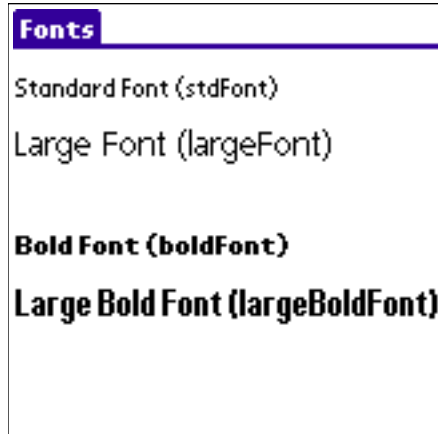 Fonts
Standard Font (stdFont)
Large Font (largeFont)
Bold Font (boldFont)
Large Bold Font (largeBoldFont)